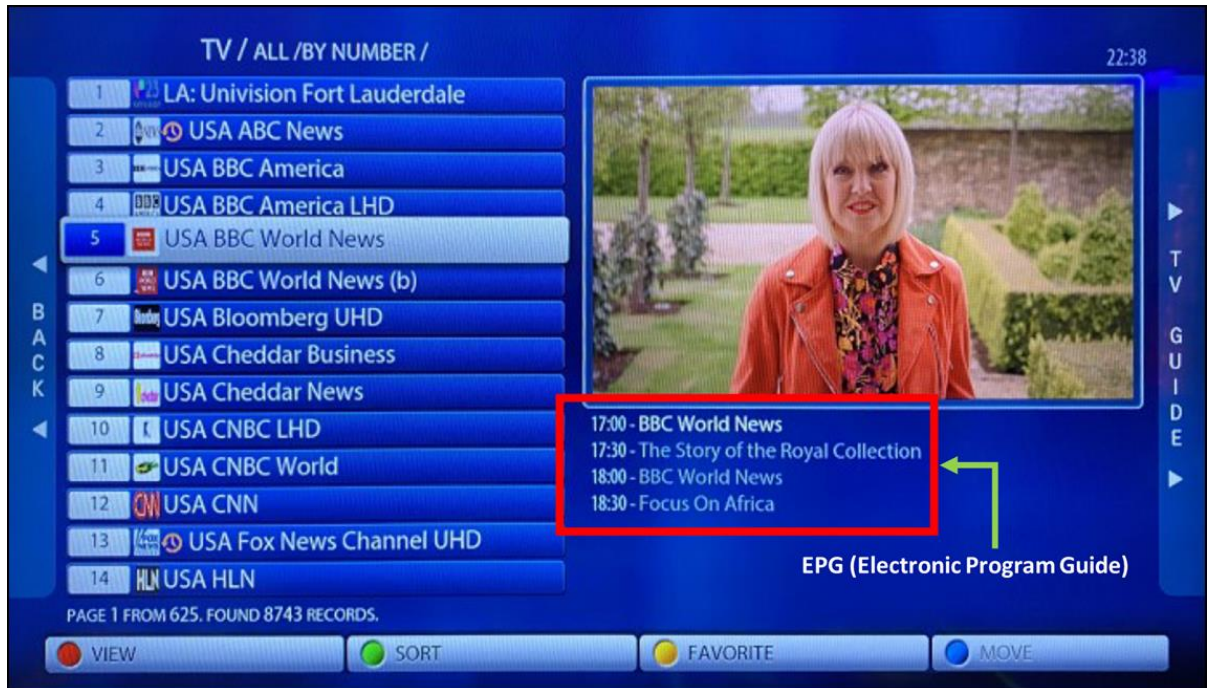 TV / ALL /BY NUMBER /
22:38
1 LA: Univision Fort Lauderdale
2 USA ABC News
3 USA BBC America
4 BBC USA BBC America LHD
5 USA BBC World News
6 USA BBC World News (b)
7 USA Bloomberg UHD
8 USA Cheddar Business
9 USA Cheddar News
10 USA CNBC LHD
11 USA CNBC World
12 CNN USA CNN
13 USA Fox News Channel UHD
14 HLN USA HLN
BACK
TV GUIDE
17:00 - BBC World News
17:30 - The Story of the Royal Collection
18:00 - BBC World News
18:30 - Focus On Africa
EPG (Electronic Program Guide)
PAGE 1 FROM 625. FOUND 8743 RECORDS.
VIEW
SORT
FAVORITE
MOVE